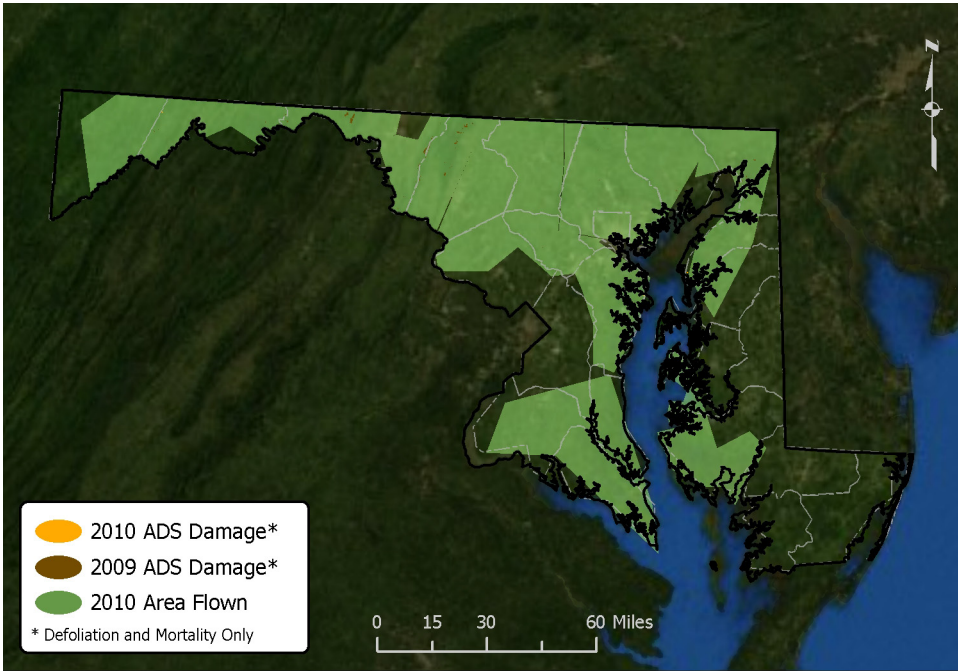 N
2010 ADS Damage*
2009 ADS Damage*
2010 Area Flown
* Defoliation and Mortality Only
0 15 30 60 Miles